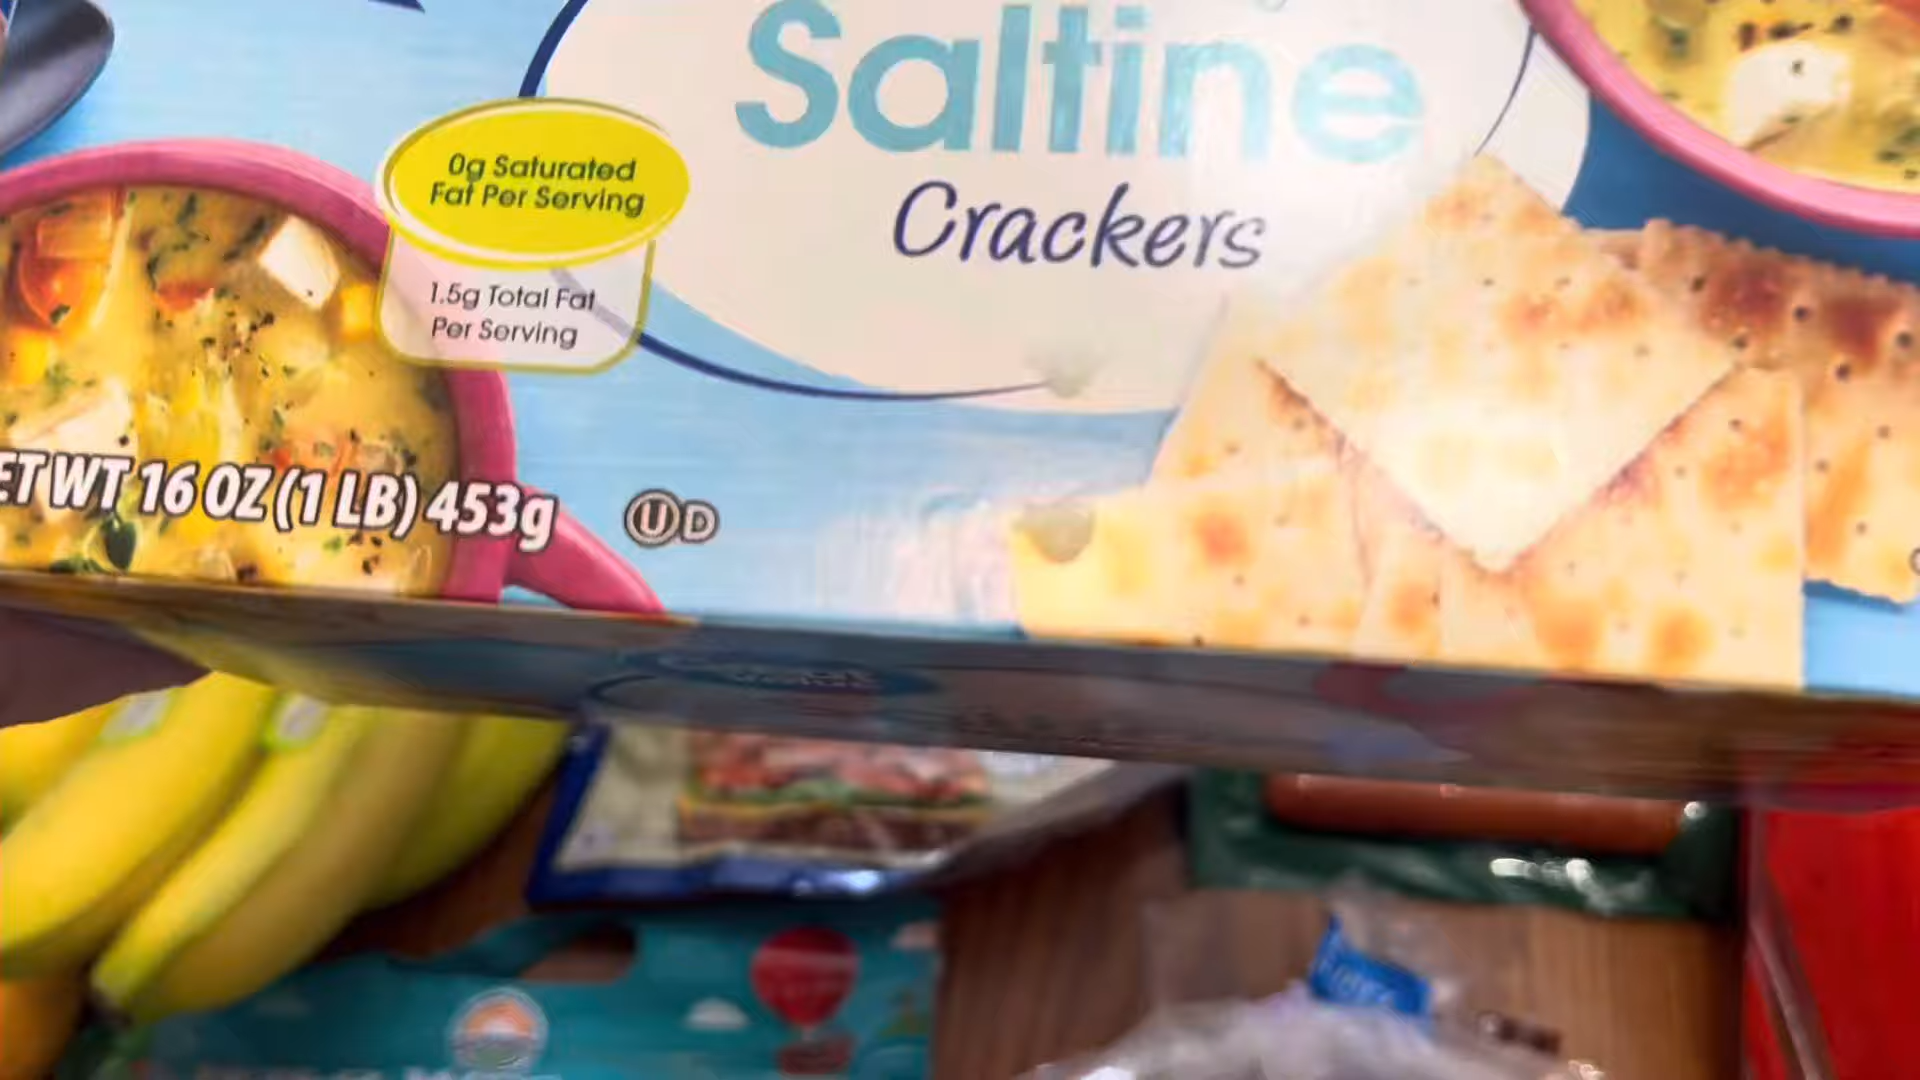 Saltine
Crackers
0g Saturated
Fat Per Serving
1.5g Total Fat
Per Serving
ET WT 16 OZ (1 LB) 453g
U D